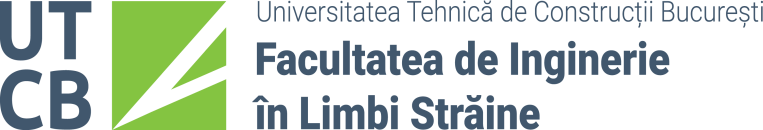 UT
CB
Universitatea Tehnică de Construcții București
Facultatea de Inginerie
în Limbi Străine